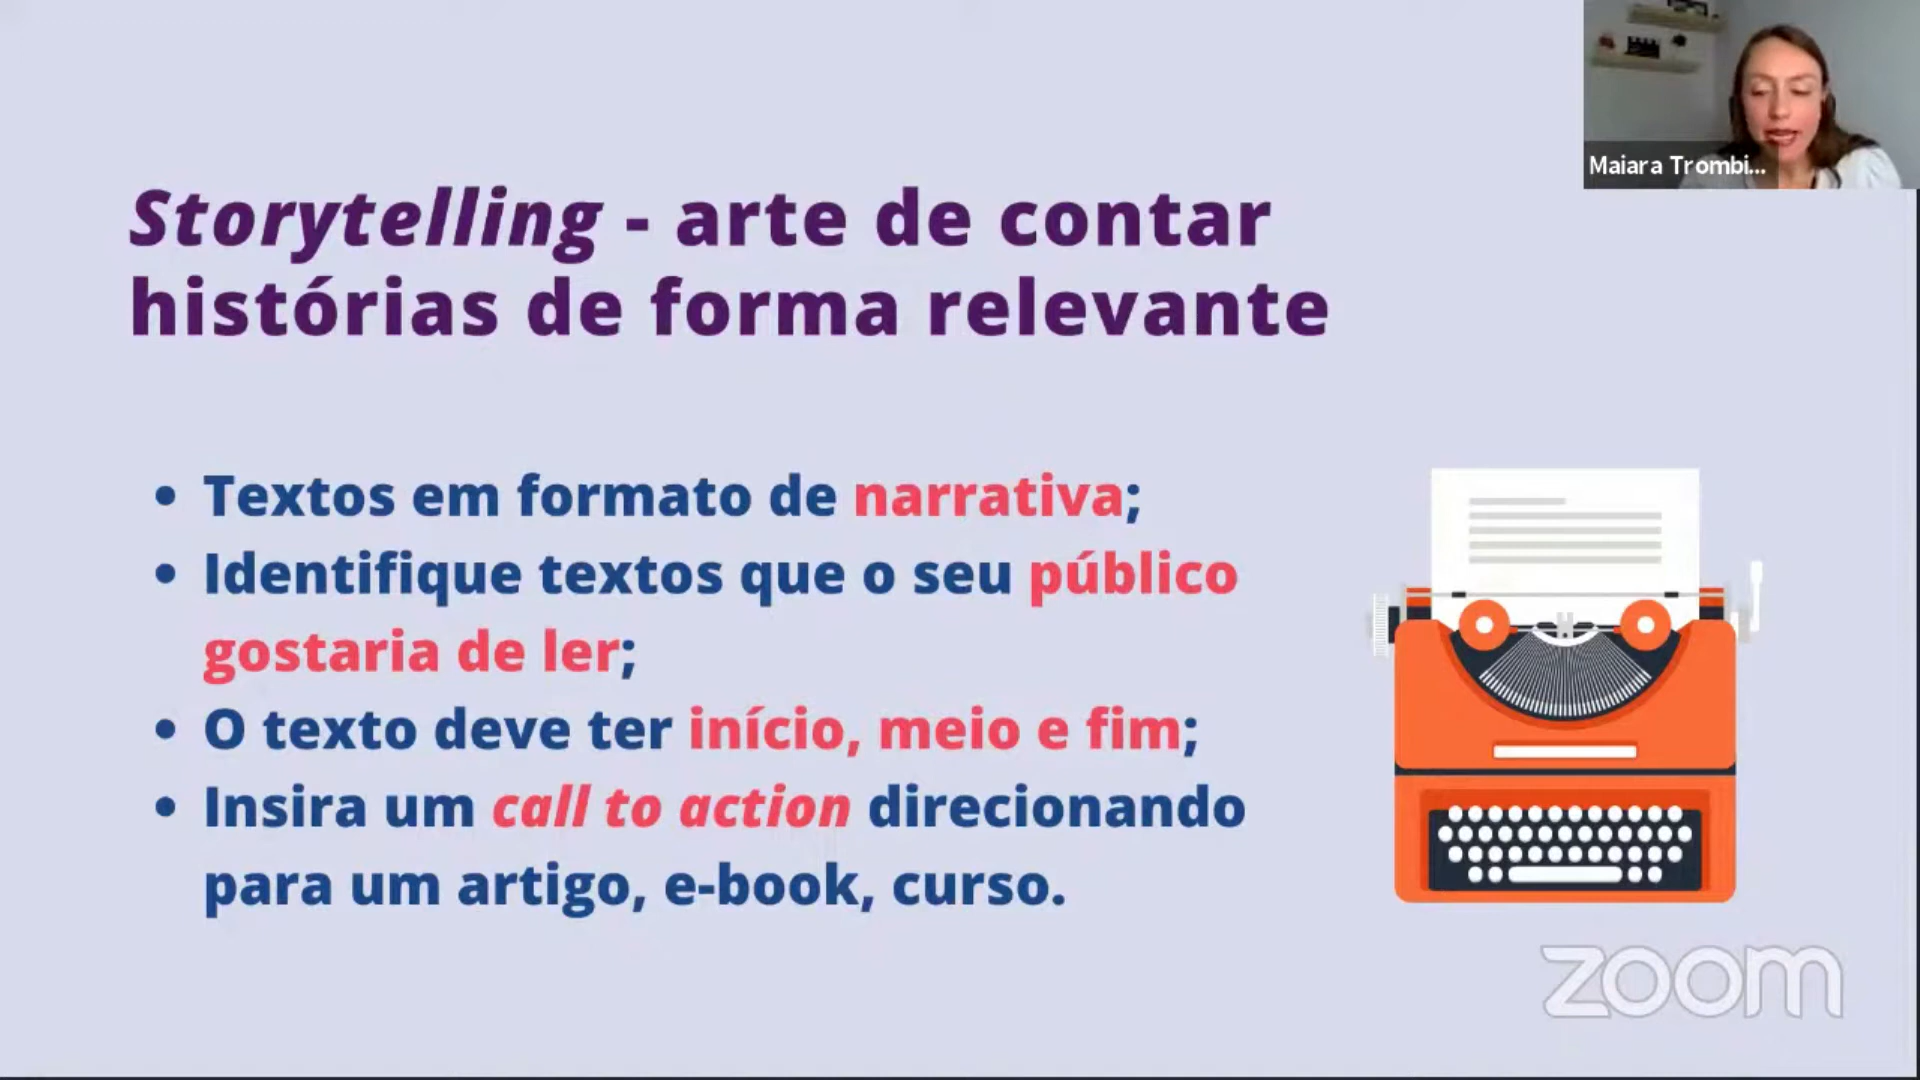 Maiara Trombi...
Storytelling - arte de contar
histórias de forma relevante
• Textos em formato de narrativa;
• Identifique textos que o seu público
gostaria de ler;
• O texto deve ter início, meio e fim;
• Insira um call to action direcionando
para um artigo, e-book, curso.
zoom